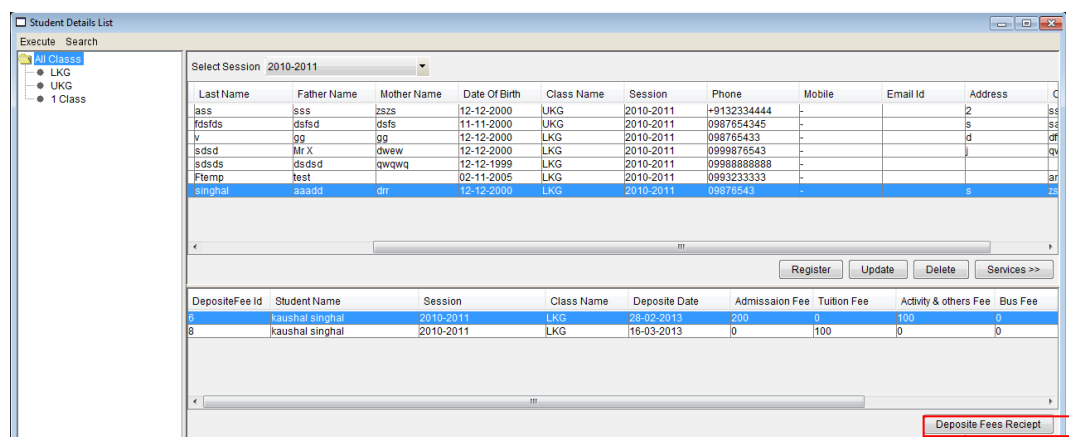 Student Details List
Execute Search
All Classs
LKG
UKG
1 Class
Select Session 2010-2011
Last Name Father Name Mother Name Date Of Birth Class Name Session Phone Mobile Email Id Address
ass sss zszs 12-12-2000 UKG 2010-2011 +9132334444 - 2 ss
fdsfds dsfsd dsfs 11-11-2000 UKG 2010-2011 0987654345 - s sa
v gg gg 12-12-2000 LKG 2010-2011 098765433 - d df
sdsd Mr X dwew 12-12-2000 LKG 2010-2011 0999876543 - j qv
sdsds dsdsd qwqwq 12-12-1999 LKG 2010-2011 09988888888 -
Ftemp test 02-11-2005 LKG 2010-2011 0993233333 - ar
singhal aaadd drr 12-12-2000 LKG 2010-2011 09876543 - s zs
Register Update Delete Services >>
DepositeFee Id Student Name Session Class Name Deposite Date Admissaion Fee Tuition Fee Activity & others Fee Bus Fee
6 kaushal singhal 2010-2011 LKG 28-02-2013 200 0 100 0
8 kaushal singhal 2010-2011 LKG 16-03-2013 0 100 0 0
Deposite Fees Reciept